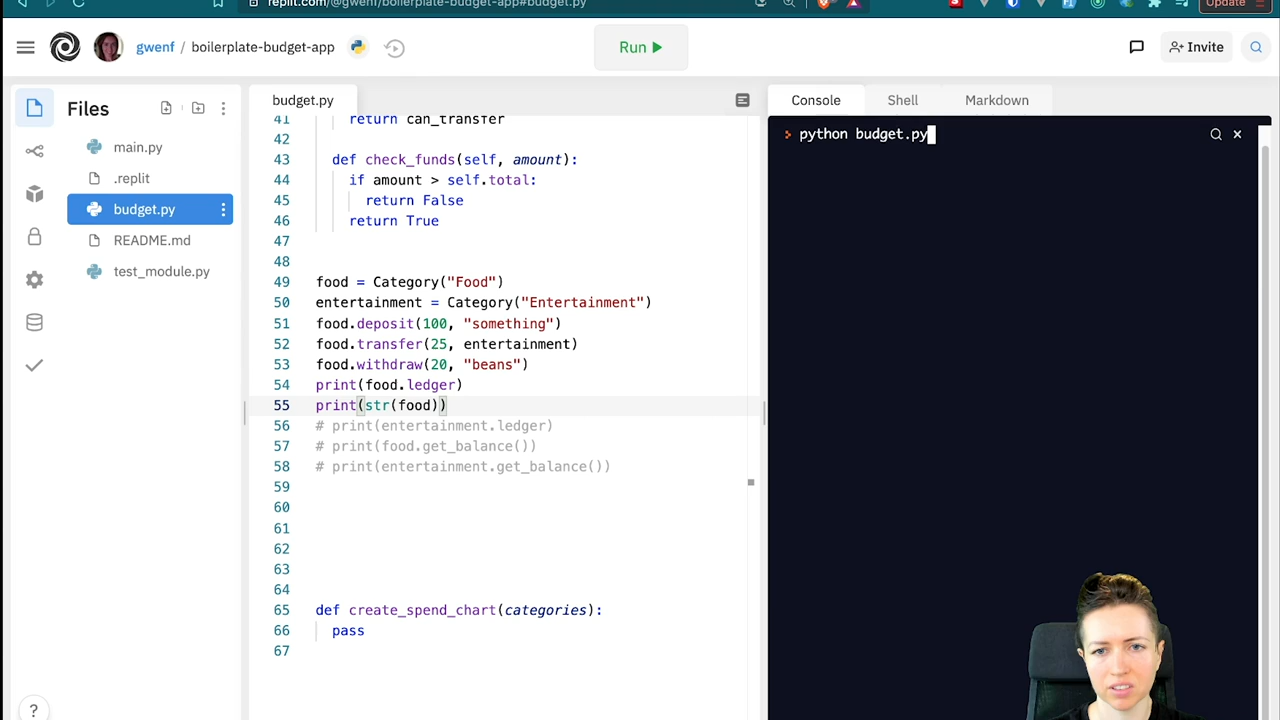 replit.com/@gwenf/boilerplate-budget-app#budget.py
Update
gwenf / boilerplate-budget-app
Run
Invite
Files
main.py
.replit
budget.py
README.md
test_module.py
budget.py
41 return can_transfer
42
43 def check_funds(self, amount):
44 if amount > self.total:
45 return False
46 return True
47
48
49 food = Category("Food")
50 entertainment = Category("Entertainment")
51 food.deposit(100, "something")
52 food.transfer(25, entertainment)
53 food.withdraw(20, "beans")
54 print(food.ledger)
55 print(str(food))
56 # print(entertainment.ledger)
57 # print(food.get_balance())
58 # print(entertainment.get_balance())
59
60
61
62
63
64
65 def create_spend_chart(categories):
66 pass
67
Console Shell Markdown
> python budget.py
?